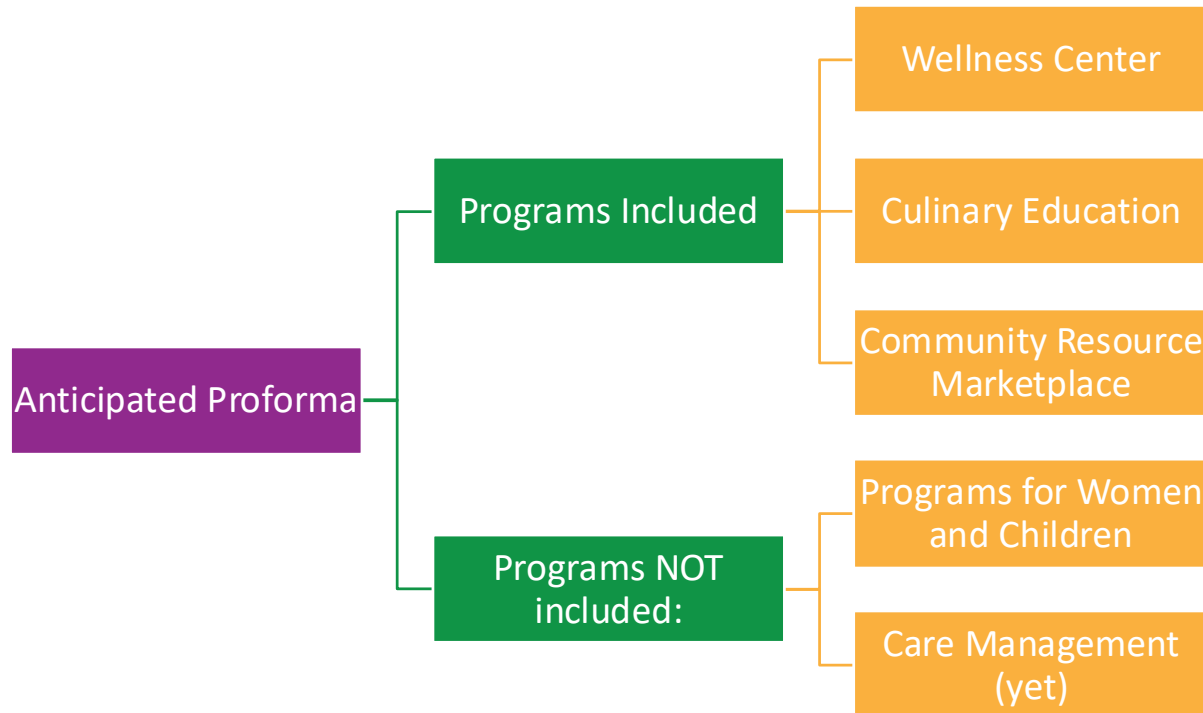 Anticipated Proforma
Programs Included
Wellness Center
Culinary Education
Community Resource
Marketplace
Programs NOT
included:
Programs for Women
and Children
Care Management
(yet)